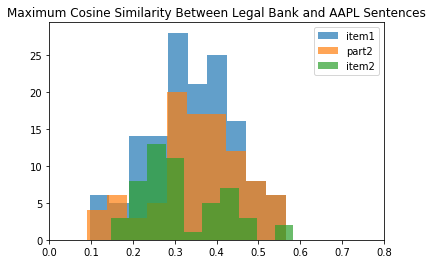 Maximum Cosine Similarity Between Legal Bank and AAPL Sentences
item1
part2
item2
25
20
15
10
5
0
0.0 0.1 0.2 0.3 0.4 0.5 0.6 0.7 0.8